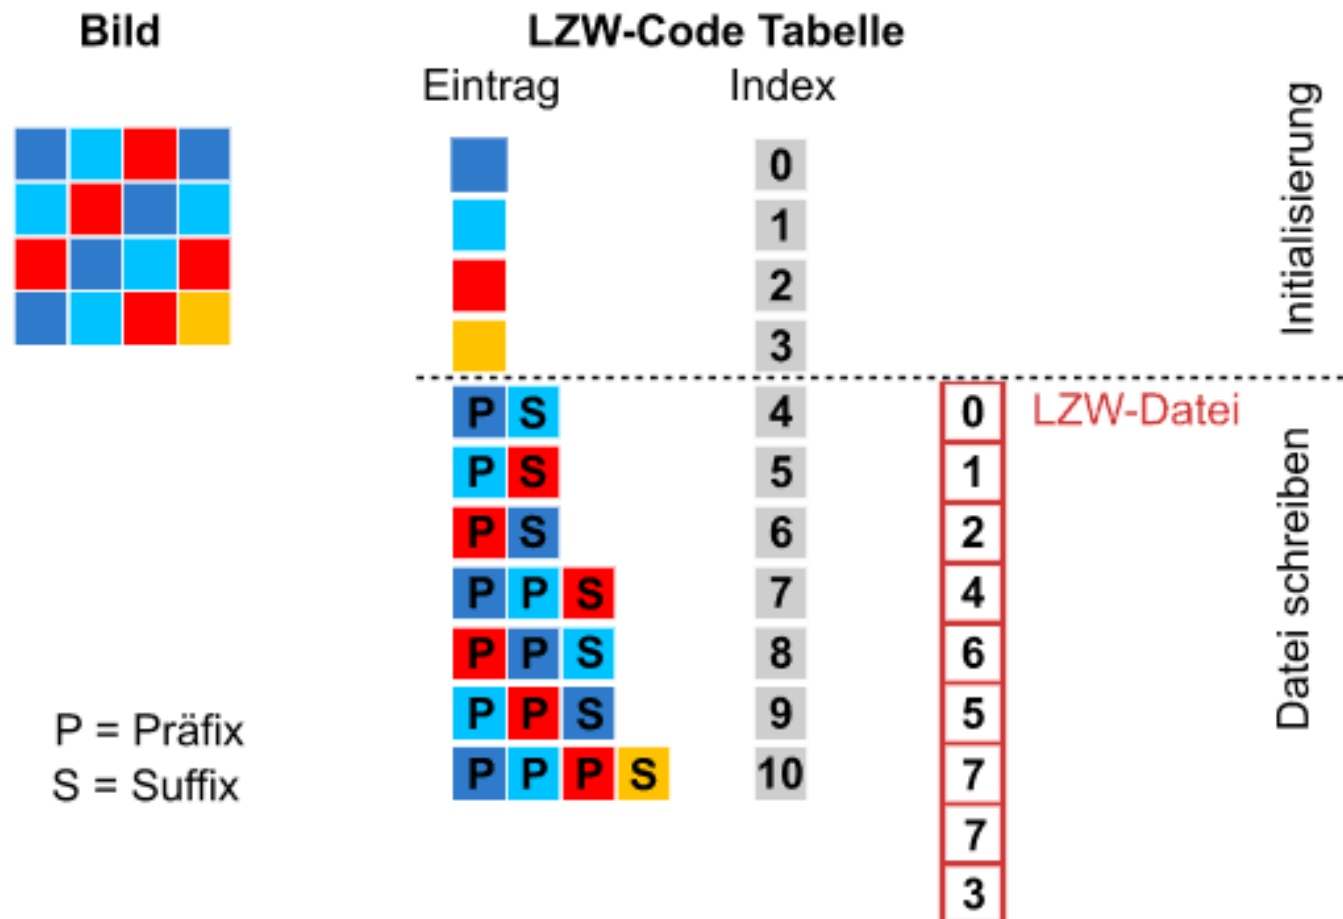 Bild
LZW-Code Tabelle
Eintrag
Index
Initialisierung
0
1
2
3
P S
4
0
LZW-Datei
P S
5
1
P S
6
2
P P S
7
4
P P S
8
6
P P S
9
5
P P P S
10
7
7
3
Datei schreiben
P = Präfix
S = Suffix